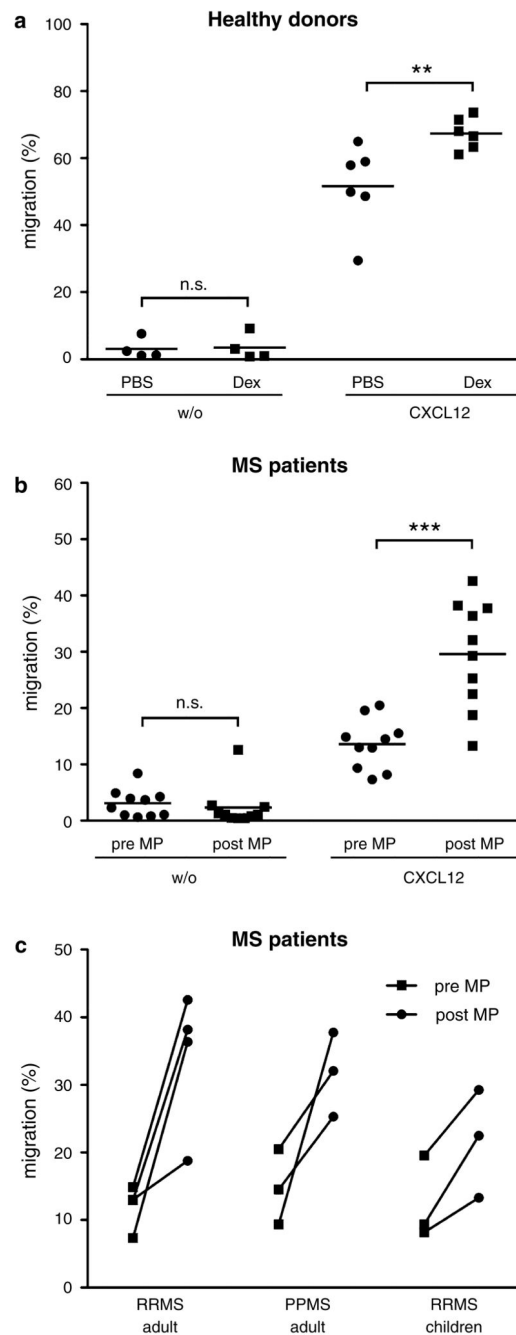 a
Healthy donors
100
80
60
40
20
0
migration (%)
n.s.
**
PBS Dex PBS Dex
w/o CXCL12
b
MS patients
60
50
40
30
20
10
0
migration (%)
n.s.
***
pre MP post MP pre MP post MP
w/o CXCL12
c
MS patients
50
40
30
20
10
0
migration (%)
pre MP
post MP
RRMS PPMS RRMS
adult adult children